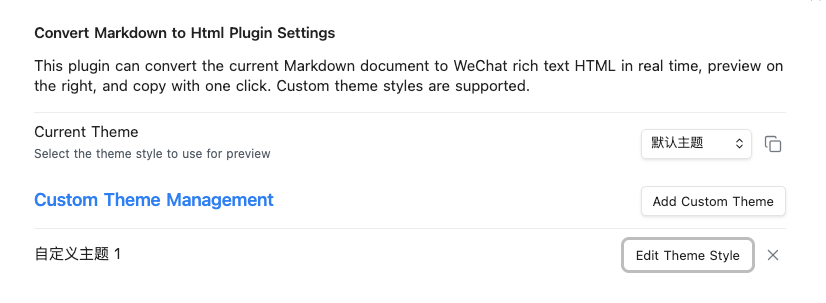 Convert Markdown to Html Plugin Settings
This plugin can convert the current Markdown document to WeChat rich text HTML in real time, preview on
the right, and copy with one click. Custom theme styles are supported.
Current Theme
Select the theme style to use for preview
默认主题
Custom Theme Management
Add Custom Theme
自定义主题 1
Edit Theme Style